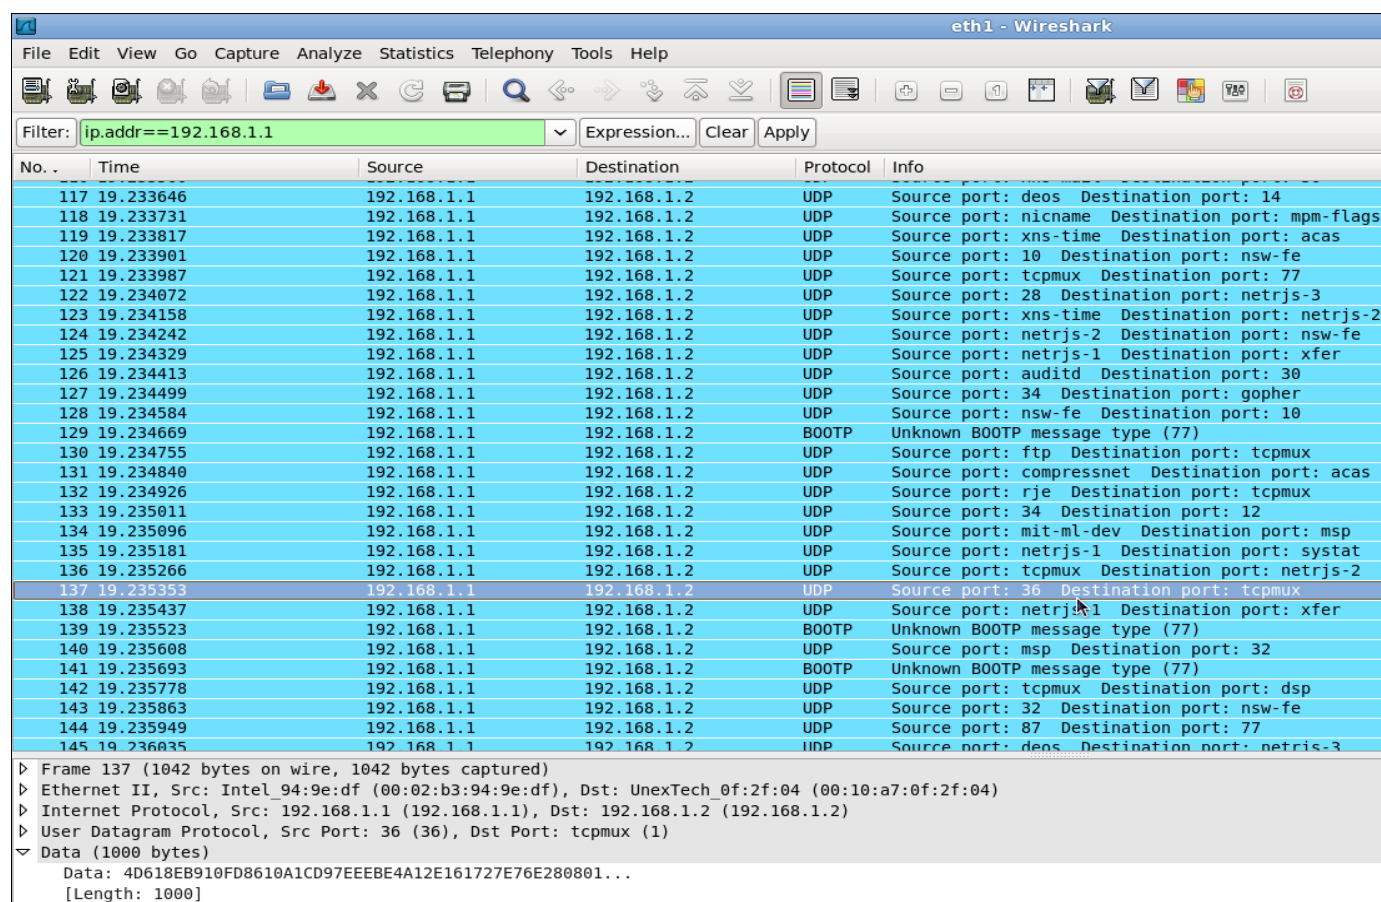 eth1 - Wireshark
File Edit View Go Capture Analyze Statistics Telephony Tools Help
Filter: ip.addr==192.168.1.1 Expression... Clear Apply
No. . Time Source Destination Protocol Info
117 19.233646 192.168.1.1 192.168.1.2 UDP Source port: deos Destination port: 14
118 19.233731 192.168.1.1 192.168.1.2 UDP Source port: nicname Destination port: mpm-flags
119 19.233817 192.168.1.1 192.168.1.2 UDP Source port: xns-time Destination port: acas
120 19.233901 192.168.1.1 192.168.1.2 UDP Source port: 10 Destination port: nsw-fe
121 19.233987 192.168.1.1 192.168.1.2 UDP Source port: tcpmux Destination port: 77
122 19.234072 192.168.1.1 192.168.1.2 UDP Source port: 28 Destination port: netrjs-3
123 19.234158 192.168.1.1 192.168.1.2 UDP Source port: xns-time Destination port: netrjs-2
124 19.234242 192.168.1.1 192.168.1.2 UDP Source port: netrjs-2 Destination port: nsw-fe
125 19.234329 192.168.1.1 192.168.1.2 UDP Source port: netrjs-1 Destination port: xfer
126 19.234413 192.168.1.1 192.168.1.2 UDP Source port: auditd Destination port: 30
127 19.234499 192.168.1.1 192.168.1.2 UDP Source port: 34 Destination port: gopher
128 19.234584 192.168.1.1 192.168.1.2 UDP Source port: nsw-fe Destination port: 10
129 19.234669 192.168.1.1 192.168.1.2 BOOTP Unknown BOOTP message type (77)
130 19.234755 192.168.1.1 192.168.1.2 UDP Source port: ftp Destination port: tcpmux
131 19.234840 192.168.1.1 192.168.1.2 UDP Source port: compressnet Destination port: acas
132 19.234926 192.168.1.1 192.168.1.2 UDP Source port: rje Destination port: tcpmux
133 19.235011 192.168.1.1 192.168.1.2 UDP Source port: 34 Destination port: 12
134 19.235096 192.168.1.1 192.168.1.2 UDP Source port: mit-ml-dev Destination port: msp
135 19.235181 192.168.1.1 192.168.1.2 UDP Source port: netrjs-1 Destination port: systat
136 19.235266 192.168.1.1 192.168.1.2 UDP Source port: tcpmux Destination port: netrjs-2
137 19.235353 192.168.1.1 192.168.1.2 UDP Source port: 36 Destination port: tcpmux
138 19.235437 192.168.1.1 192.168.1.2 UDP Source port: netrjs-1 Destination port: xfer
139 19.235523 192.168.1.1 192.168.1.2 BOOTP Unknown BOOTP message type (77)
140 19.235608 192.168.1.1 192.168.1.2 UDP Source port: msp Destination port: 32
141 19.235693 192.168.1.1 192.168.1.2 BOOTP Unknown BOOTP message type (77)
142 19.235778 192.168.1.1 192.168.1.2 UDP Source port: tcpmux Destination port: dsp
143 19.235863 192.168.1.1 192.168.1.2 UDP Source port: 32 Destination port: nsw-fe
144 19.235949 192.168.1.1 192.168.1.2 UDP Source port: 87 Destination port: 77
145 19.236035 192.168.1.1 192.168.1.2 UDP Source port: deos Destination port: netrjs-3
Frame 137 (1042 bytes on wire, 1042 bytes captured)
Ethernet II, Src: Intel_94:9e:df (00:02:b3:94:9e:df), Dst: UnexTech_0f:2f:04 (00:10:a7:0f:2f:04)
Internet Protocol, Src: 192.168.1.1 (192.168.1.1), Dst: 192.168.1.2 (192.168.1.2)
User Datagram Protocol, Src Port: 36 (36), Dst Port: tcpmux (1)
Data (1000 bytes)
Data: 4D618EB910FD8610A1CD97EEEBE4A12E161727E76E280801...
[Length: 1000]